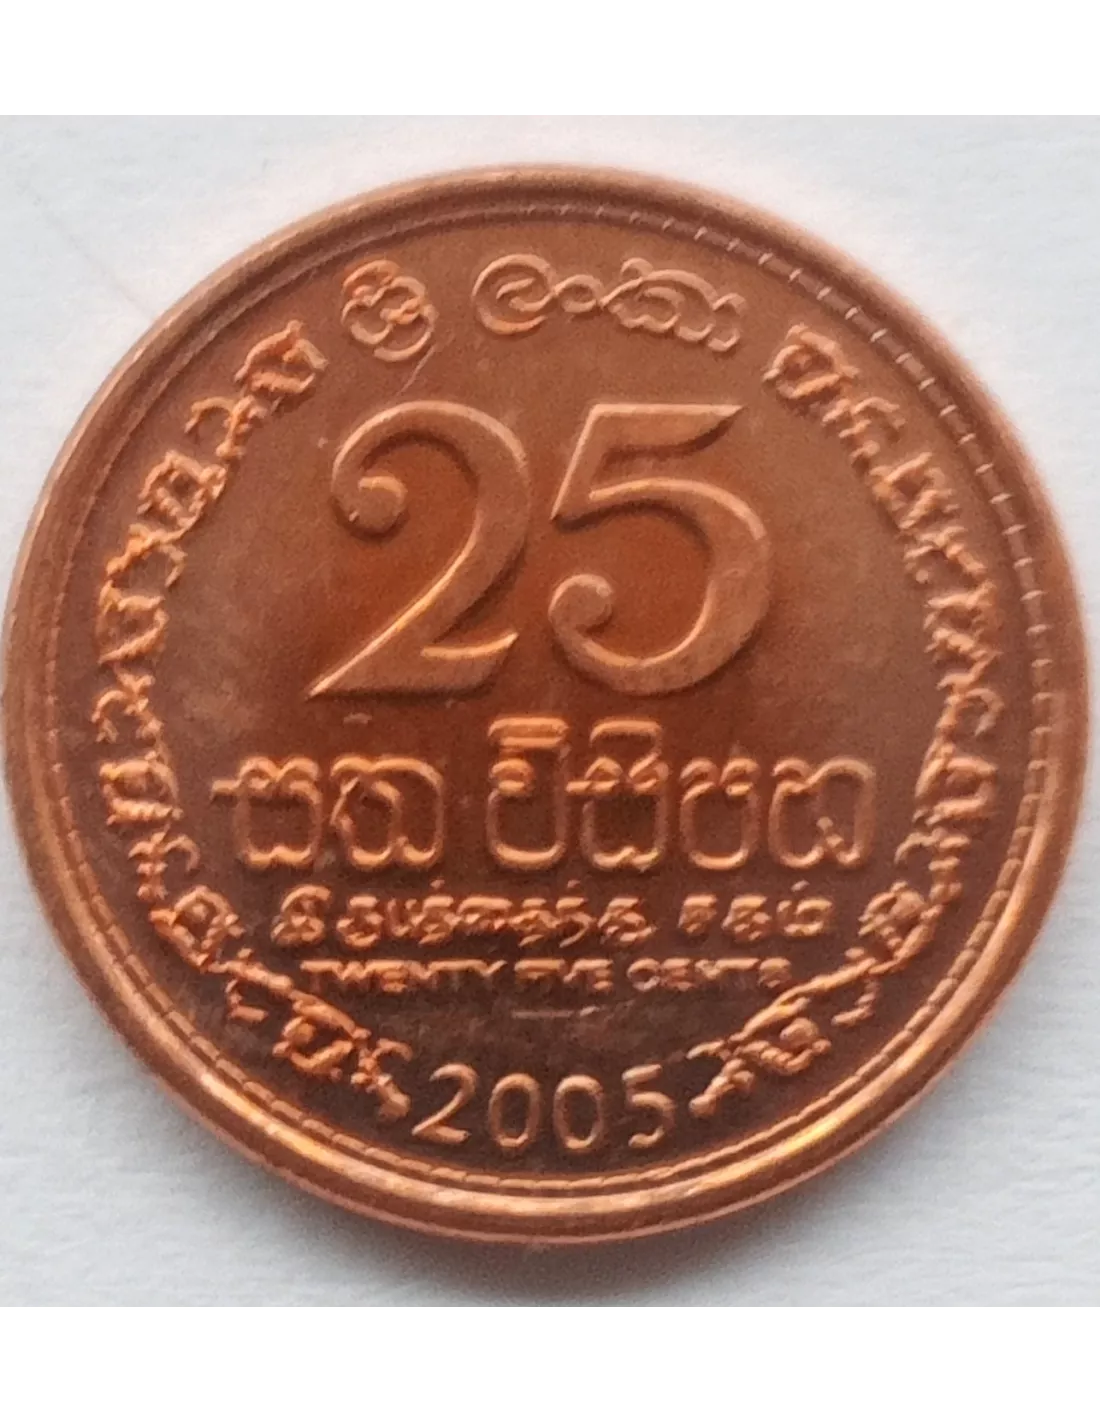 ශ්‍රී ලංකා
25
සත විසිපහ
இருபத்தைந்து சதம்
TWENTY FIVE CENTS
2005